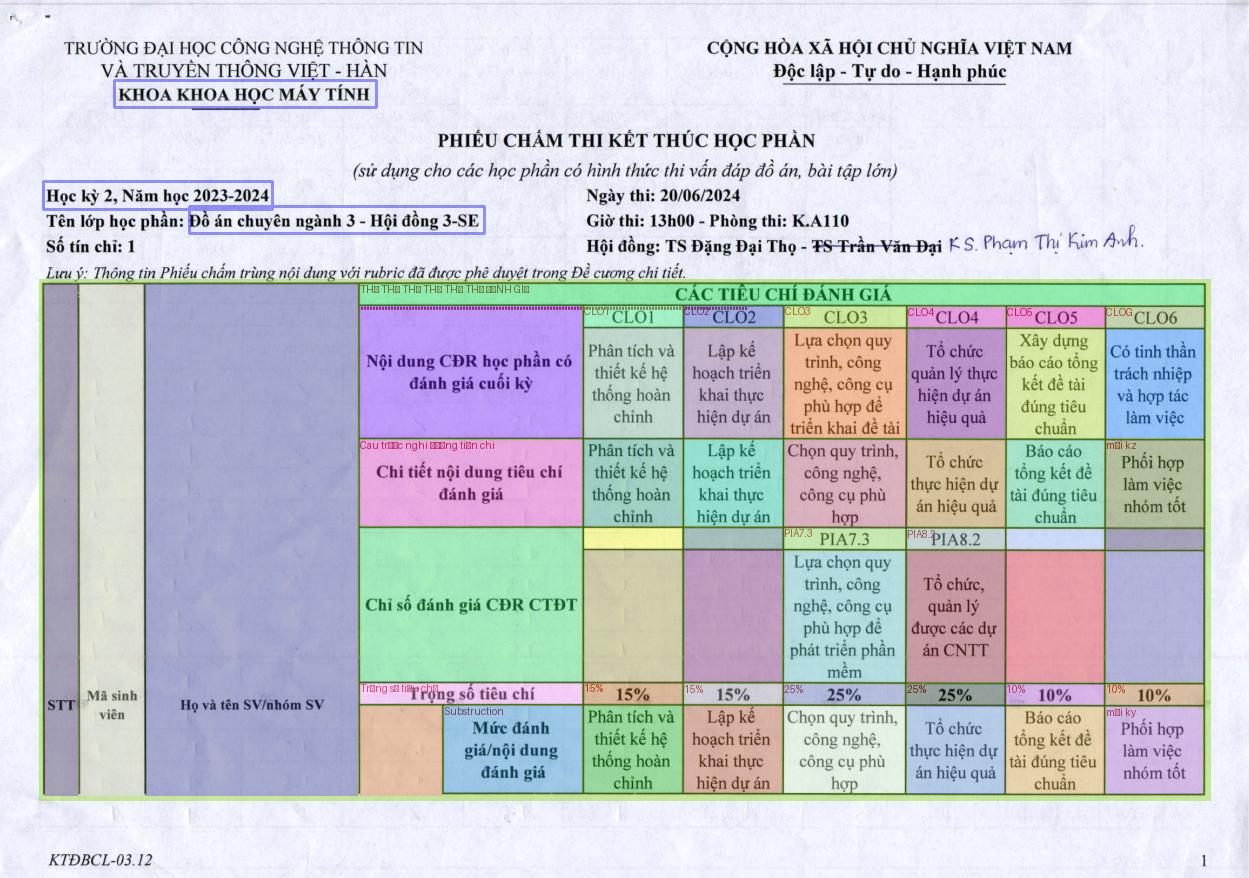 TRƯỜNG ĐẠI HỌC CÔNG NGHỆ THÔNG TIN
VÀ TRUYỀN THÔNG VIỆT - HÀN
KHOA KHOA HỌC MÁY TÍNH
CỘNG HÒA XÃ HỘI CHỦ NGHĨA VIỆT NAM
Độc lập - Tự do - Hạnh phúc
PHIẾU CHẤM THI KẾT THÚC HỌC PHẦN
(sử dụng cho các học phần có hình thức thi vấn đáp đồ án, bài tập lớn)
Học kỳ 2, Năm học 2023-2024
Ngày thi: 20/06/2024
Tên lớp học phần: Đồ án chuyên ngành 3 - Hội đồng 3-SE
Giờ thi: 13h00 - Phòng thi: K.A110
Số tín chỉ: 1
Hội đồng: TS Đặng Đại Thọ - TS Trần Văn Đại KS. Phạm Thị Kim Anh.
Lưu ý: Thông tin Phiếu chấm trùng nội dung với rubric đã được phê duyệt trong Đề cương chi tiết.
STT
Mã sinh
viên
Họ và tên SV/nhóm SV
CÁC TIÊU CHÍ ĐÁNH GIÁ
Nội dung CĐR học phần có
đánh giá cuối kỳ
CLO1
CLO1
CLO2
CLO2
CLO3
CLO3
CLO4
CLO4
CLO5
CLO5
CLOG
CLO6
Phân tích và
thiết kế hệ
thống hoàn
chỉnh
Lập kế
hoạch triển
khai thực
hiện dự án
Lựa chọn quy
trình, công
nghệ, công cụ
phù hợp để
triển khai đề tài
Tổ chức
quản lý thực
hiện dự án
hiệu quả
Xây dựng
báo cáo tổng
kết đề tài
đúng tiêu
chuẩn
Có tinh thần
trách nhiệp
và hợp tác
làm việc
Chi tiết nội dung tiêu chí
đánh giá
Phân tích và
thiết kế hệ
thống hoàn
chỉnh
Lập kế
hoạch triển
khai thực
hiện dự án
Chọn quy trình,
công nghệ,
công cụ phù
hợp
Tổ chức
thực hiện dự
án hiệu quả
Báo cáo
tổng kết đề
tài đúng tiêu
chuẩn
Phối hợp
làm việc
nhóm tốt
Chỉ số đánh giá CĐR CTĐT
PIA7.3
PIA7.3
PIA8.2
PIA8.2
Lựa chọn quy
trình, công
nghệ, công cụ
phù hợp để
phát triển phần
mềm
Tổ chức,
quản lý
được các dự
án CNTT
Trọng số tiêu chí
15%
15%
15%
15%
25%
25%
25%
25%
10%
10%
10%
10%
Substruction
Mức đánh
giá/nội dung
đánh giá
Phân tích và
thiết kế hệ
thống hoàn
chỉnh
Lập kế
hoạch triển
khai thực
hiện dự án
Chọn quy trình,
công nghệ,
công cụ phù
hợp
Tổ chức
thực hiện dự
án hiệu quả
Báo cáo
tổng kết đề
tài đúng tiêu
chuẩn
Phối hợp
làm việc
nhóm tốt
KTĐBCL-03.12
1